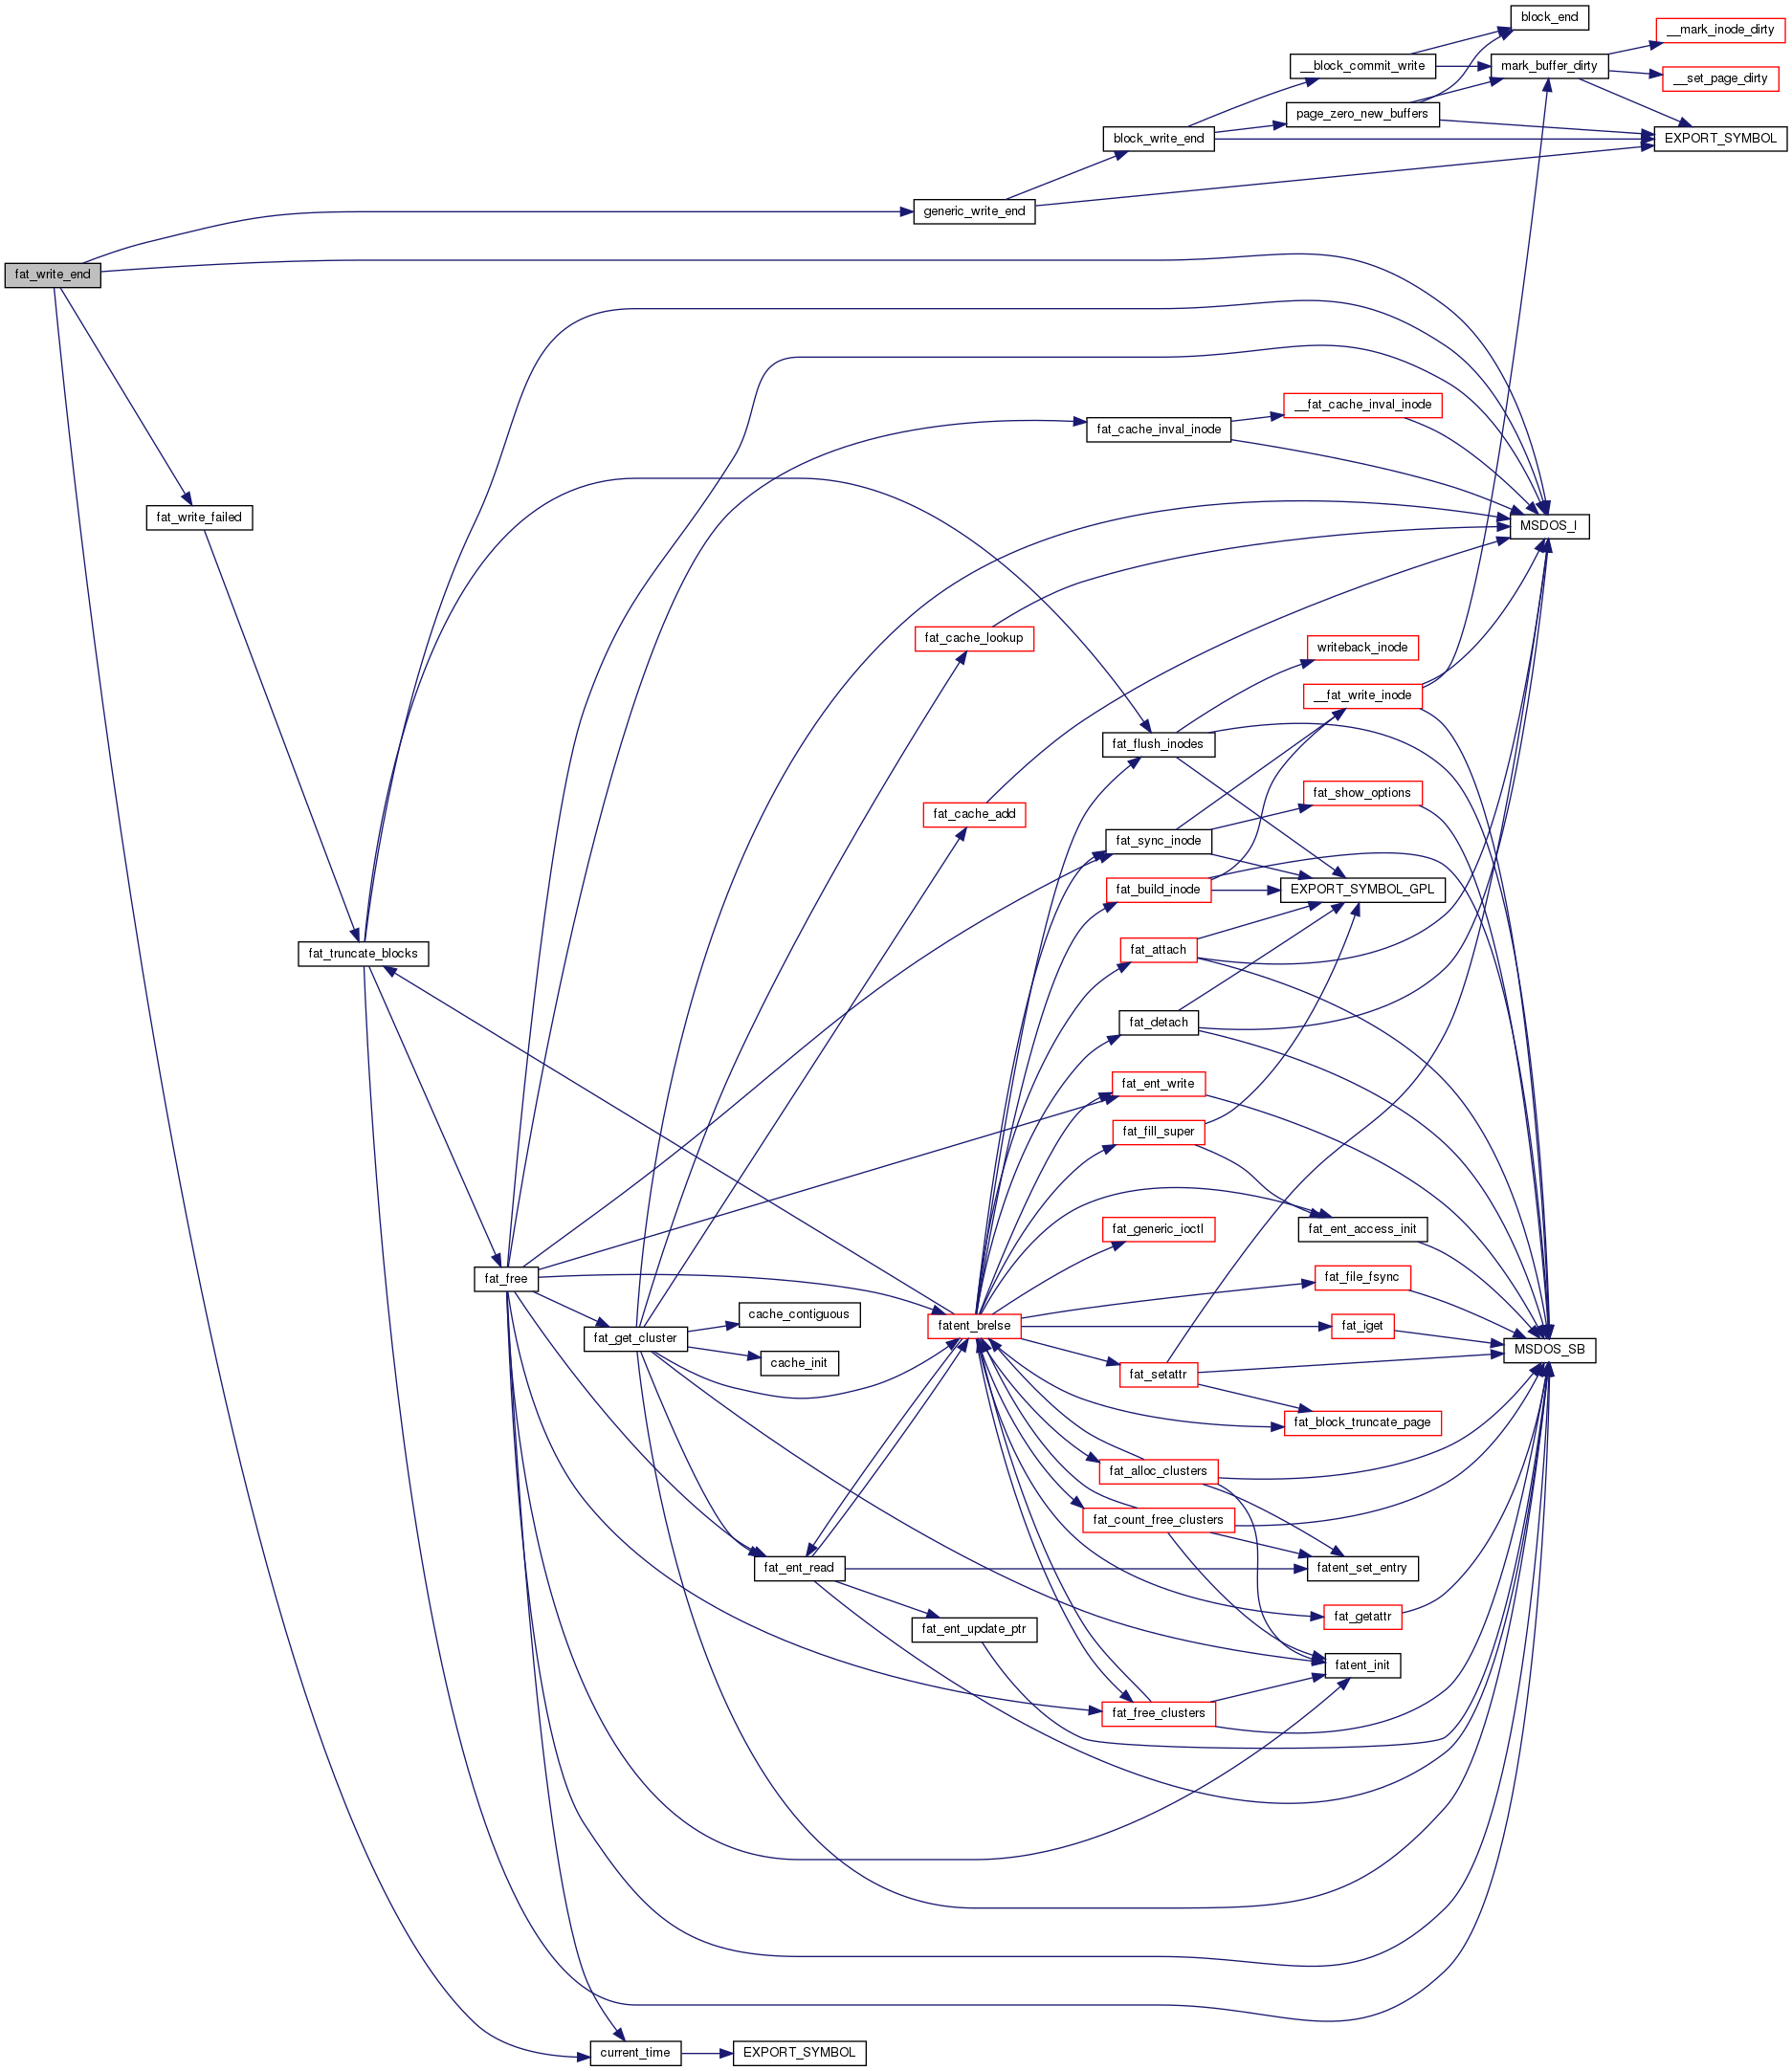 block_end
__mark_inode_dirty
__block_commit_write
mark_buffer_dirty
__set_page_dirty
page_zero_new_buffers
block_write_end
EXPORT_SYMBOL
generic_write_end
fat_write_end
__fat_cache_inval_inode
fat_cache_inval_inode
fat_write_failed
MSDOS_I
fat_cache_lookup
writeback_inode
__fat_write_inode
fat_flush_inodes
fat_show_options
fat_cache_add
fat_sync_inode
fat_build_inode
EXPORT_SYMBOL_GPL
fat_attach
fat_truncate_blocks
fat_detach
fat_ent_write
fat_fill_super
fat_generic_ioctl
fat_ent_access_init
fat_free
fat_file_fsync
cache_contiguous
fatent_brelse
fat_iget
fat_get_cluster
MSDOS_SB
cache_init
fat_setattr
fat_block_truncate_page
fat_alloc_clusters
fat_count_free_clusters
fat_ent_read
fatent_set_entry
fat_getattr
fat_ent_update_ptr
fatent_init
fat_free_clusters
current_time
EXPORT_SYMBOL